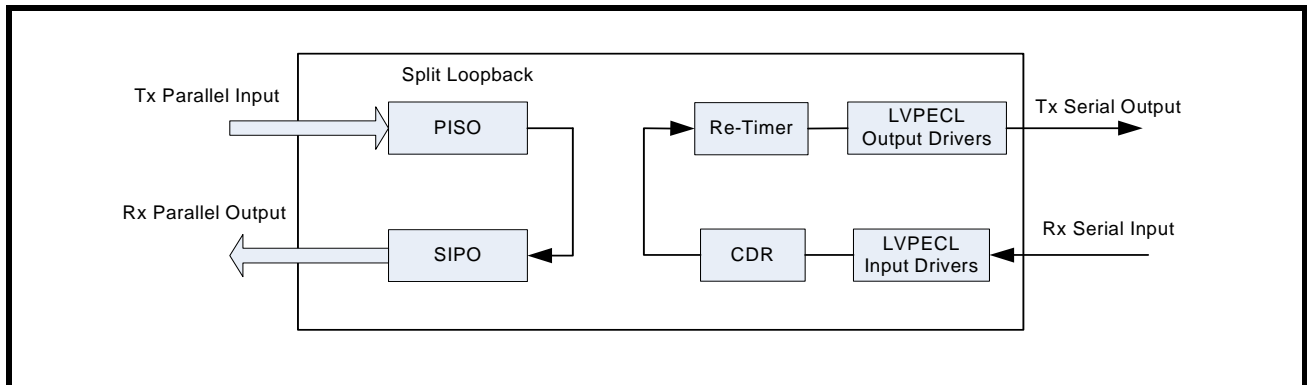 Split Loopback
Tx Parallel Input
PISO
Re-Timer
LVPECL
Output Drivers
Tx Serial Output
Rx Parallel Output
SIPO
CDR
LVPECL
Input Drivers
Rx Serial Input